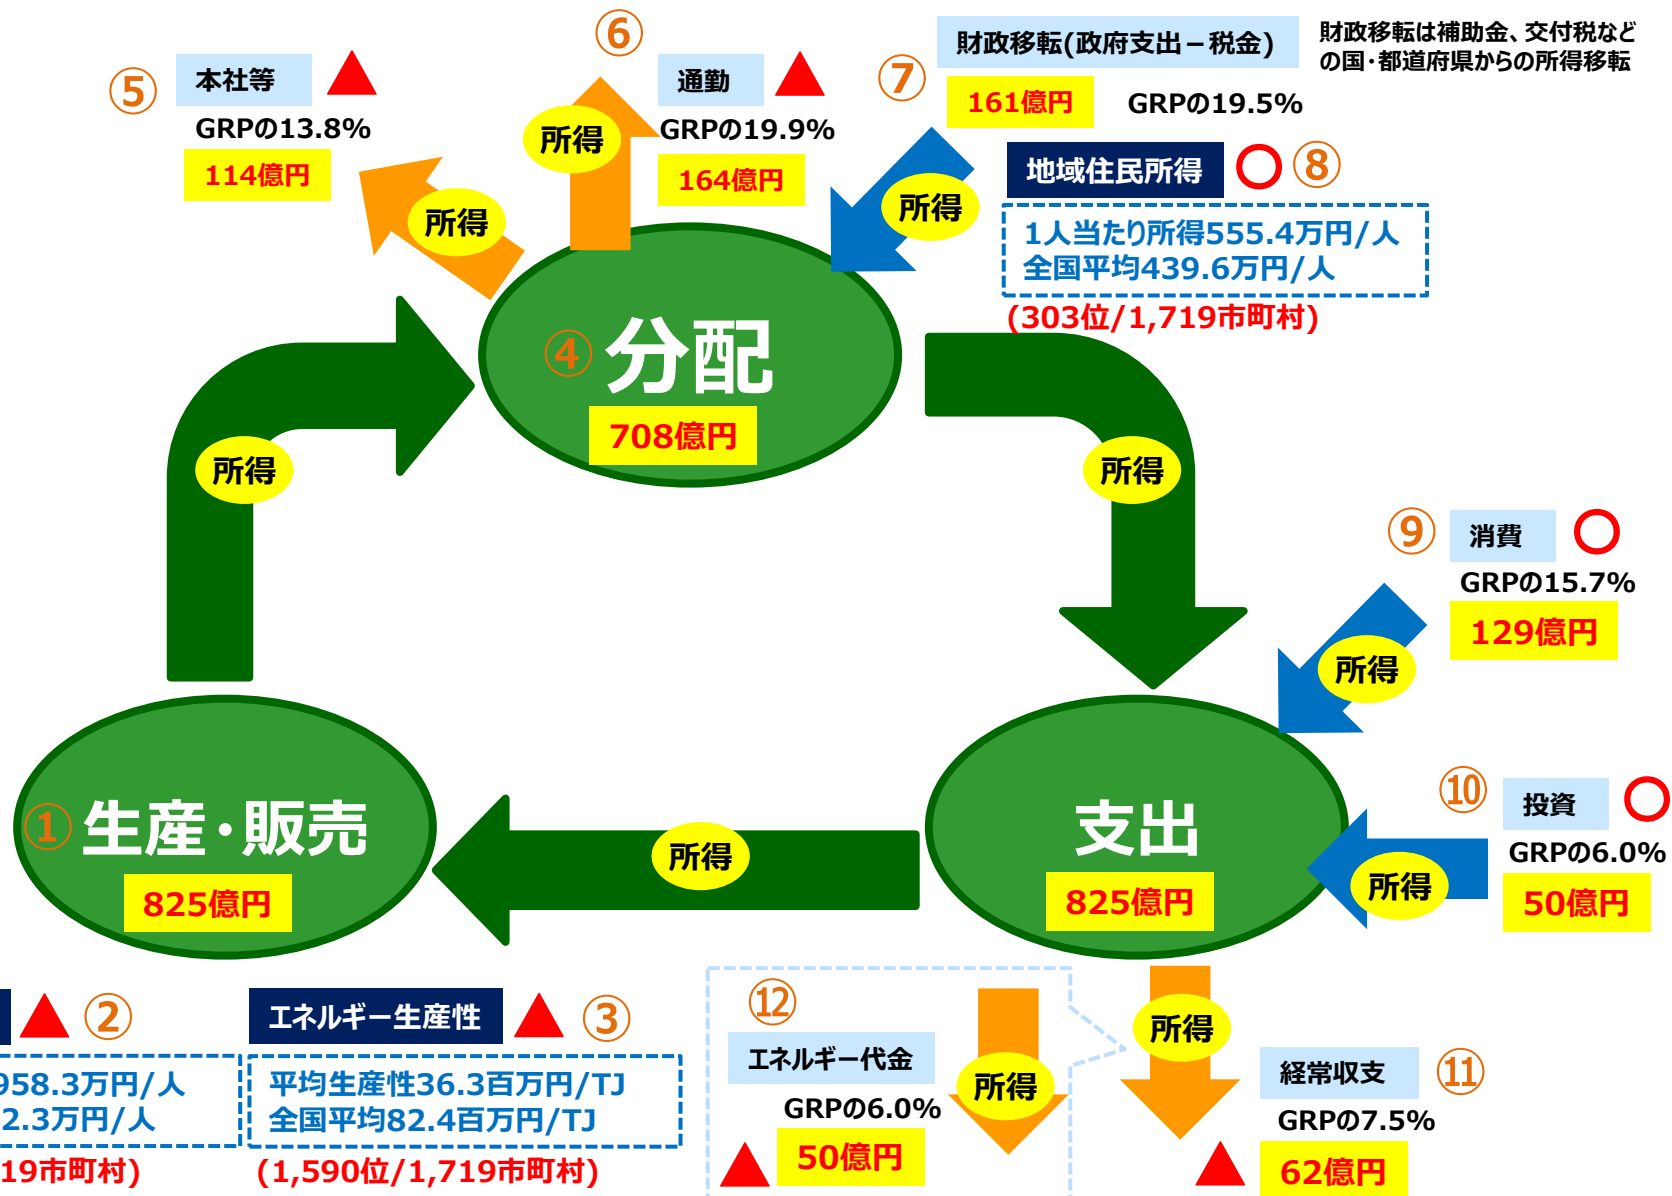 ⑤
本社等
GRPの13.8%
114億円
所得
⑥
通勤
GRPの19.9%
164億円
所得
⑦
財政移転(政府支出－税金)
161億円
GRPの19.5%
財政移転は補助金、交付税など
の国・都道府県からの所得移転
所得
地域住民所得
⑧
1人当たり所得555.4万円/人
全国平均439.6万円/人
(303位/1,719市町村)
④
分配
708億円
所得
所得
⑨
消費
GRPの15.7%
129億円
所得
⑩
投資
GRPの6.0%
50億円
所得
①
生産・販売
825億円
所得
支出
825億円
②
958.3万円/人
2.3万円/人
19市町村)
エネルギー生産性
③
平均生産性36.3百万円/TJ
全国平均82.4百万円/TJ
(1,590位/1,719市町村)
⑫
エネルギー代金
GRPの6.0%
50億円
所得
所得
経常収支
⑪
GRPの7.5%
62億円